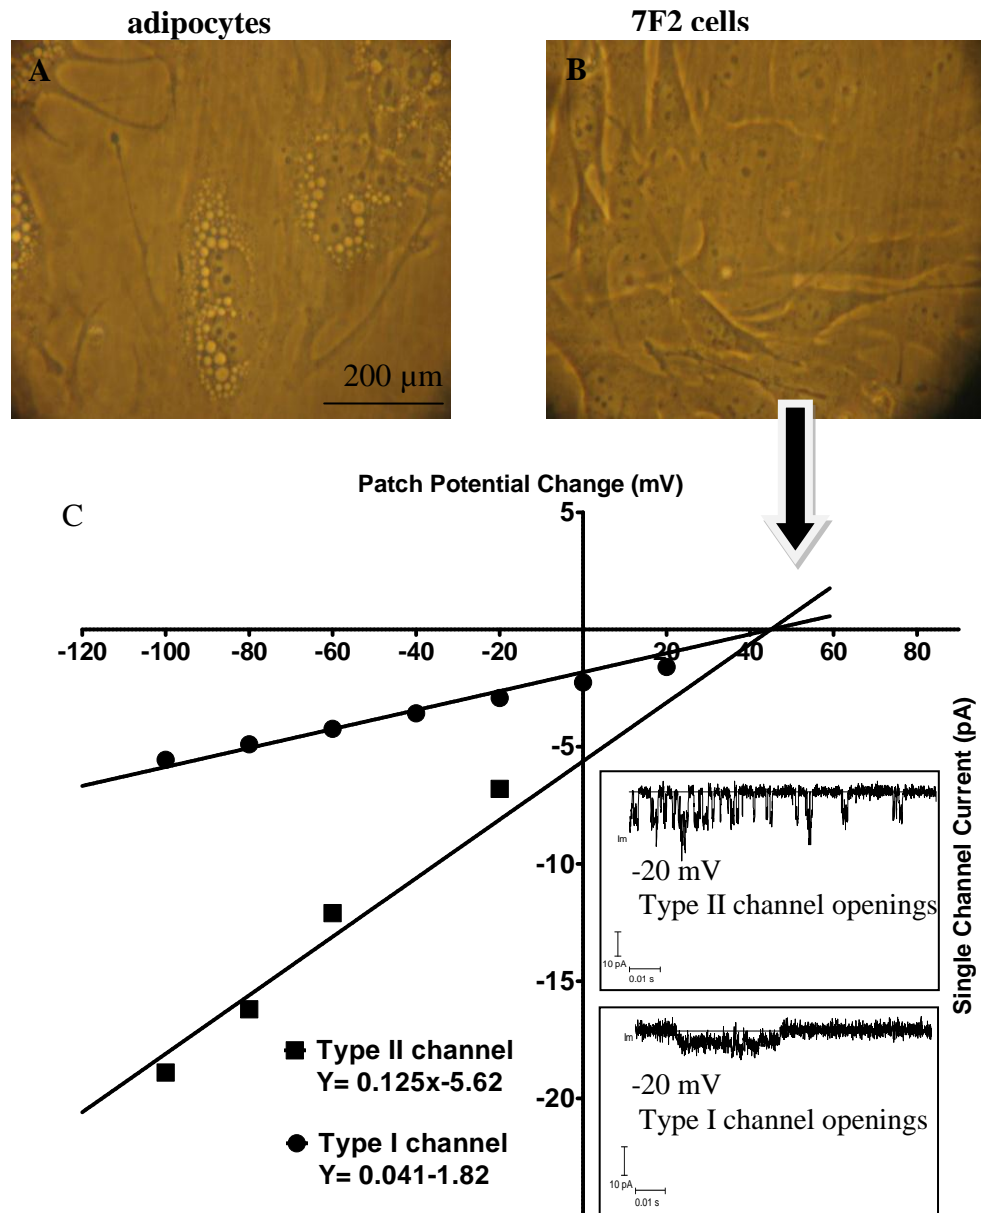 adipocytes
7F2 cells
A
B
200 µm
Patch Potential Change (mV)
C
5
-120 -100 -80 -60 -40 -20 20 40 60 80
-5
-10
-15
-20
Single Channel Current (pA)
Im
-20 mV
Type II channel openings
10 pA
0.01 s
Im
-20 mV
Type I channel openings
10 pA
0.01 s
Type II channel
Y= 0.125x-5.62
Type I channel
Y= 0.041-1.82